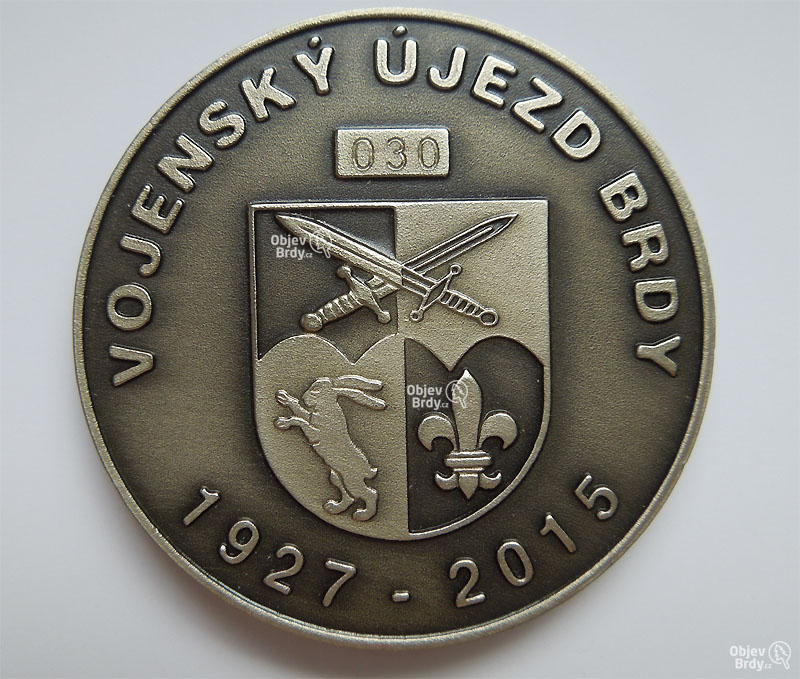 VOJENSKÝ ÚJEZD BRDY
030
Objev
Brdy.cz
Objev
Brdy.cz
1927 - 2015
Objev
Brdy.cz